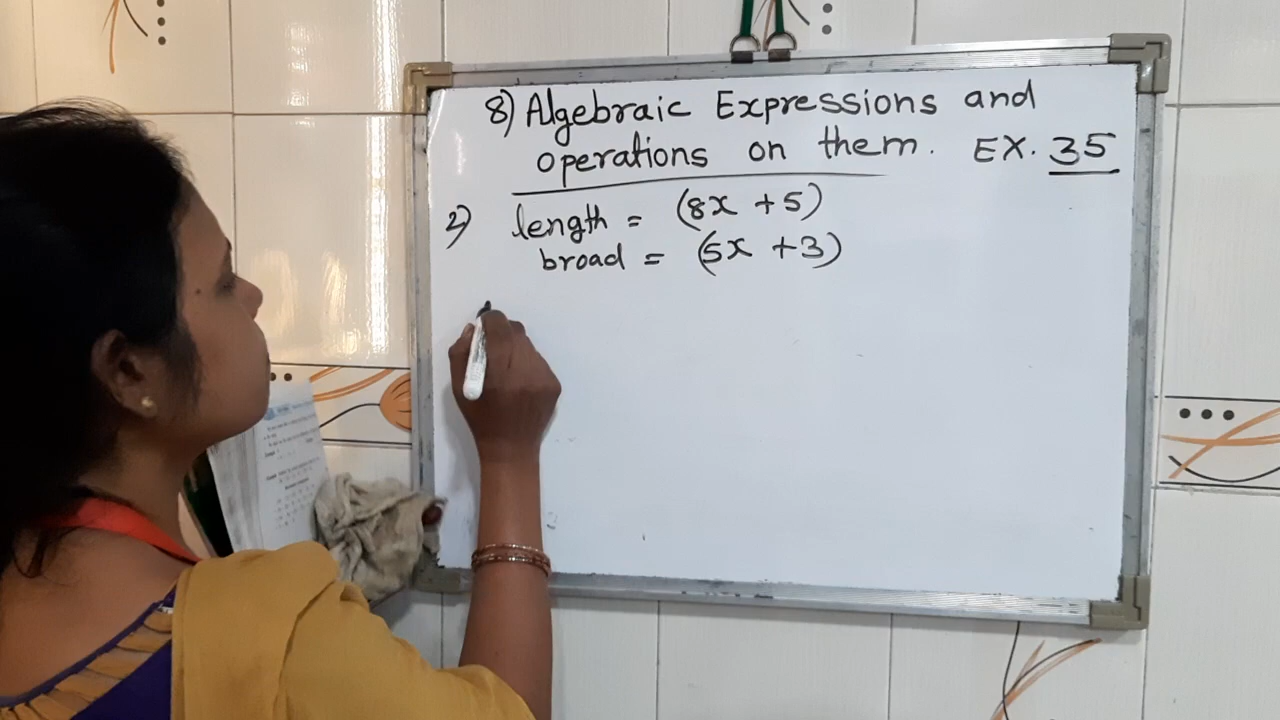 8) Algebraic Expressions and
operations on them. EX. 35
2) length = (8x +5)
broad = (5x +3)